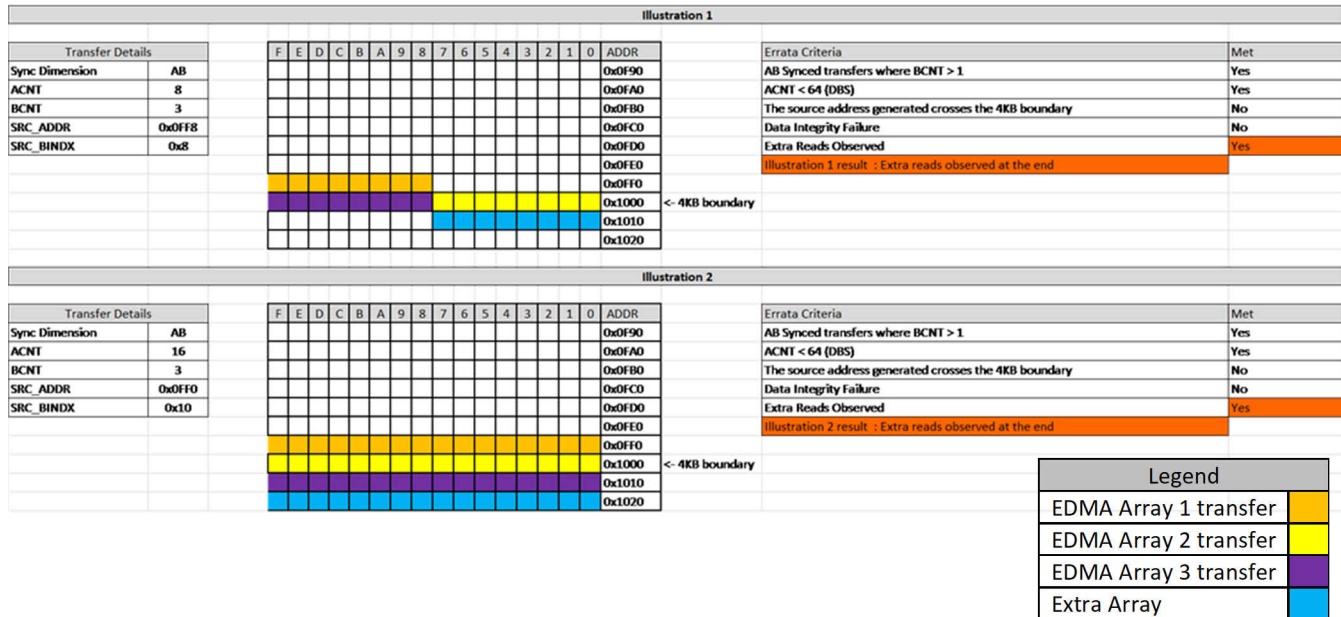 Illustration 1
Transfer Details F E D C B A 9 8 7 6 5 4 3 2 1 0 ADDR Errata Criteria Met
Sync Dimension AB 0x0F90 AB Synced transfers where BCNT > 1 Yes
ACNT 8 0x0FA0 ACNT < 64 (DBS) Yes
BCNT 3 0x0FB0 The source address generated crosses the 4KB boundary No
SRC_ADDR 0x0FF8 0x0FC0 Data Integrity Failure No
SRC_BINDX 0x8 0x0FD0 Extra Reads Observed Yes
0x0FE0 Illustration 1 result : Extra reads observed at the end
0x0FF0
0x1000 <- 4KB boundary
0x1010
0x1020
Illustration 2
Transfer Details F E D C B A 9 8 7 6 5 4 3 2 1 0 ADDR Errata Criteria Met
Sync Dimension AB 0x0F90 AB Synced transfers where BCNT > 1 Yes
ACNT 16 0x0FA0 ACNT < 64 (DBS) Yes
BCNT 3 0x0FB0 The source address generated crosses the 4KB boundary No
SRC_ADDR 0x0FF0 0x0FC0 Data Integrity Failure No
SRC_BINDX 0x10 0x0FD0 Extra Reads Observed Yes
0x0FE0 Illustration 2 result : Extra reads observed at the end
0x0FF0
0x1000 <- 4KB boundary
0x1010
0x1020
Legend
EDMA Array 1 transfer
EDMA Array 2 transfer
EDMA Array 3 transfer
Extra Array